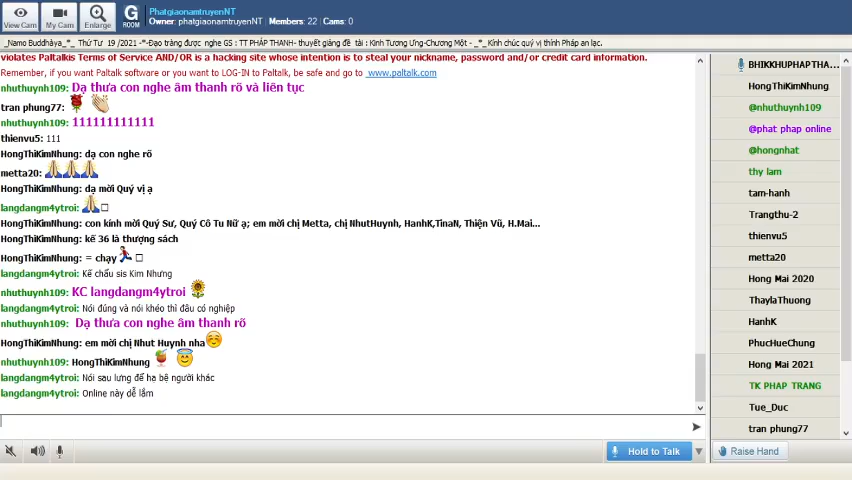 View Cam
My Cam
Enlarge
G
ROOM
PhatgiaonamtruyenNT
Owner: phatgiaonamtruyenNT | Members: 22 | Cams: 0
_Namo Buddhàya_*_ Thứ Tư 19 /2021 -*-Đạo tràng được nghe GS : TT PHÁP THANH- thuyết giảng đề tài : Kinh Tương Ưng-Chương Một - _*_ Kính chúc quý vị thính Pháp an lạc.
violates Paltalks Terms of Service AND/OR is a hacking site whose intention is to steal your nickname, password and/or credit card information.
Remember, if you want Paltalk software or you want to LOG-IN to Paltalk, be safe and go to www.paltalk.com
nhuthuynh109: Dạ thưa con nghe âm thanh rõ và liên tục
tran phung77:
nhuthuynh109: 111111111111
thienvu5: 111
HongThiKimNhung: dạ con nghe rõ
metta20:
HongThiKimNhung: dạ mời Quý vị ạ
langdangm4ytroi:
HongThiKimNhung: con kính mời Quý Sư, Quý Cô Tu Nữ ạ; em mời chị Metta, chị NhutHuynh, HanhK,TinaN, Thiện Vũ, H.Mai...
HongThiKimNhung: kế 36 là thượng sách
HongThiKimNhung: = chạy
langdangm4ytroi: Kế chẩu sis Kim Nhưng
nhuthuynh109: KC langdangm4ytroi
langdangm4ytroi: Nói đúng và nói khéo thì đâu có nghiệp
nhuthuynh109: Dạ thưa con nghe âm thanh rõ
HongThiKimNhung: em mời chị Nhut Huynh nha
nhuthuynh109: HongThiKimNhung
langdangm4ytroi: Nói sau lưng để hạ bệ người khác
langdangm4ytroi: Online này dễ lắm
Hold to Talk
BHIKKHUPHAPTHA...
HongThiKimNhung
@nhuthuynh109
@phat phap online
@hongnhat
thy lam
tam-hanh
Trangthu-2
thienvu5
metta20
Hong Mai 2020
ThaylaThuong
HanhK
PhucHueChung
Hong Mai 2021
TK PHAP TRANG
Tue_Duc
tran phung77
Raise Hand